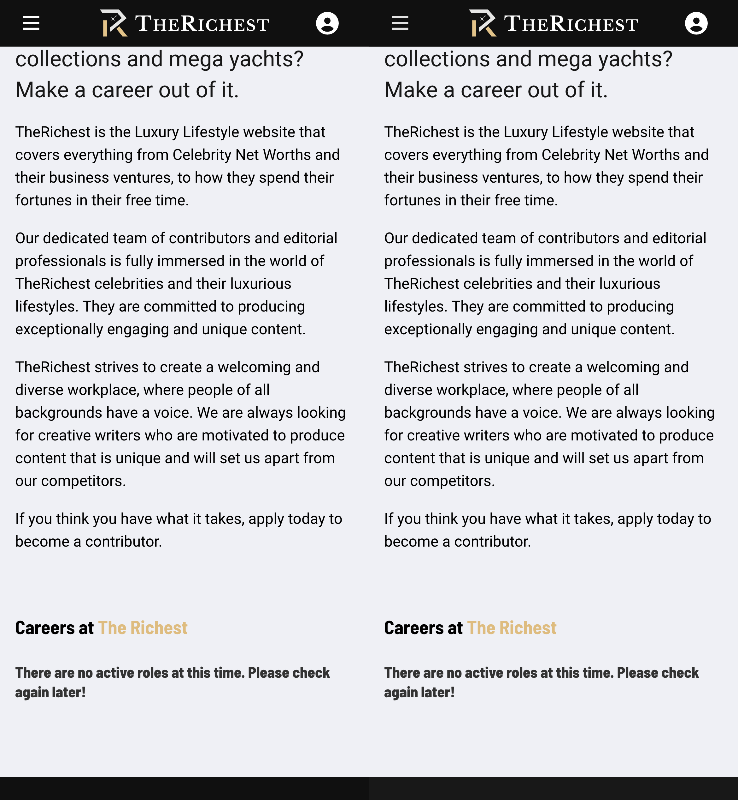 THERICHEST
collections and mega yachts?
Make a career out of it.
TheRichest is the Luxury Lifestyle website that
covers everything from Celebrity Net Worths and
their business ventures, to how they spend their
fortunes in their free time.
Our dedicated team of contributors and editorial
professionals is fully immersed in the world of
TheRichest celebrities and their luxurious
lifestyles. They are committed to producing
exceptionally engaging and unique content.
TheRichest strives to create a welcoming and
diverse workplace, where people of all
backgrounds have a voice. We are always looking
for creative writers who are motivated to produce
content that is unique and will set us apart from
our competitors.
If you think you have what it takes, apply today to
become a contributor.
Careers at The Richest
There are no active roles at this time. Please check
again later!
THERICHEST
collections and mega yachts?
Make a career out of it.
TheRichest is the Luxury Lifestyle website that
covers everything from Celebrity Net Worths and
their business ventures, to how they spend their
fortunes in their free time.
Our dedicated team of contributors and editorial
professionals is fully immersed in the world of
TheRichest celebrities and their luxurious
lifestyles. They are committed to producing
exceptionally engaging and unique content.
TheRichest strives to create a welcoming and
diverse workplace, where people of all
backgrounds have a voice. We are always looking
for creative writers who are motivated to produce
content that is unique and will set us apart from
our competitors.
If you think you have what it takes, apply today to
become a contributor.
Careers at The Richest
There are no active roles at this time. Please check
again later!